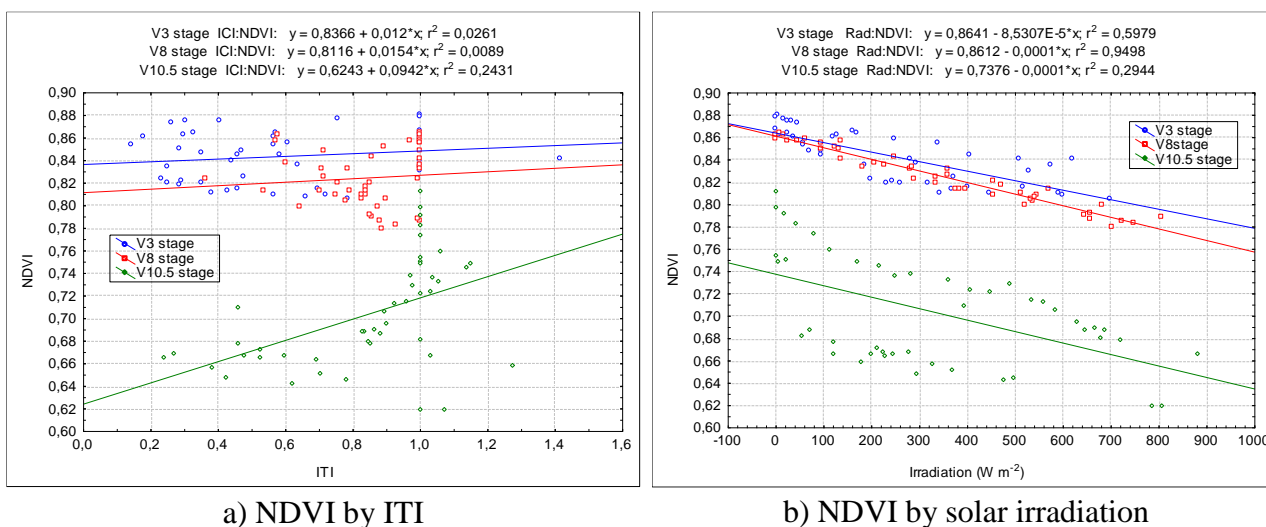 V3 stage ICI:NDVI: y = 0,8366 + 0,012*x; r² = 0,0261
V8 stage ICI:NDVI: y = 0,8116 + 0,0154*x; r² = 0,0089
V10.5 stage ICI:NDVI: y = 0,6243 + 0,0942*x; r² = 0,2431
0,90
0,88
0,86
0,84
0,82
0,80
0,78
0,76
0,74
0,72
0,70
0,68
0,66
0,64
0,62
0,60
NDVI
V3 stage
V8 stage
V10.5 stage
0,0 0,2 0,4 0,6 0,8 1,0 1,2 1,4 1,6
ITI
a) NDVI by ITI
V3 stage Rad:NDVI: y = 0,8641 - 8,5307E-5*x; r² = 0,5979
V8 stage Rad:NDVI: y = 0,8612 - 0,0001*x; r² = 0,9498
V10.5 stage Rad:NDVI: y = 0,7376 - 0,0001*x; r² = 0,2944
0,90
0,88
0,86
0,84
0,82
0,80
0,78
0,76
0,74
0,72
0,70
0,68
0,66
0,64
0,62
0,60
NDVI
V3 stage
V8stage
V10.5 stage
-100 0 100 200 300 400 500 600 700 800 900 1000
Irradiation (W m-2)
b) NDVI by solar irradiation